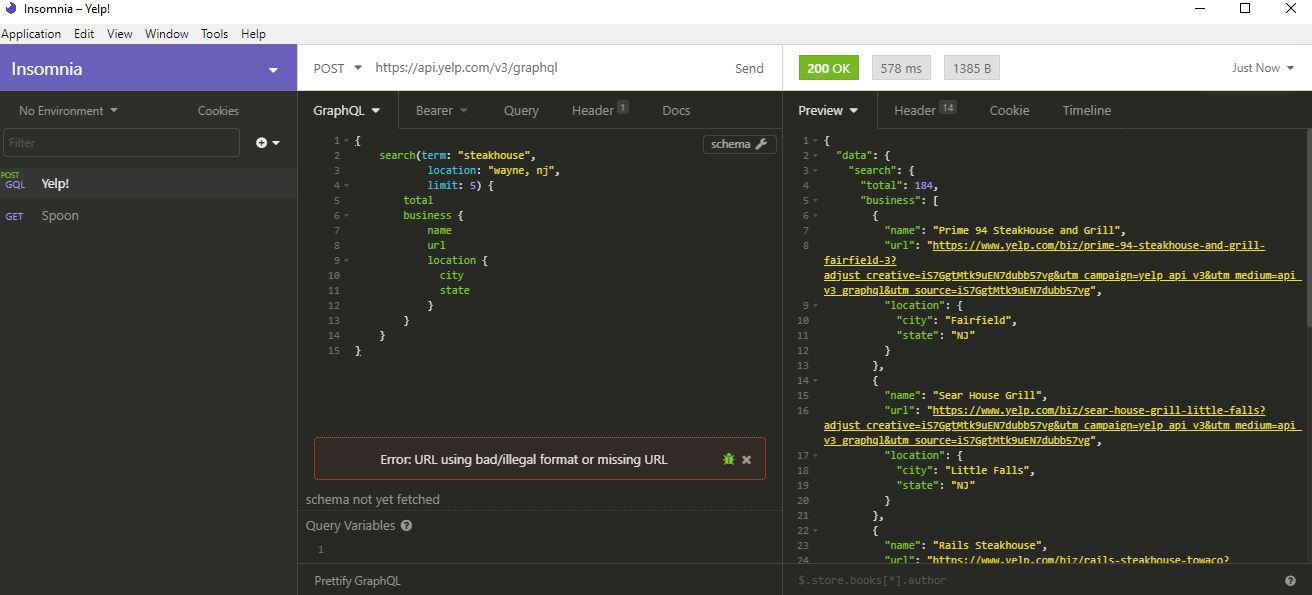 Insomnia – Yelp!
Application Edit View Window Tools Help
Insomnia
No Environment Cookies
Filter
POST
GQL Yelp!
GET Spoon
POST https://api.yelp.com/v3/graphql Send
GraphQL Bearer Query Header 1 Docs
schema
1 {
2 search(term: "steakhouse",
3 location: "wayne, nj",
4 limit: 5) {
5 total
6 business {
7 name
8 url
9 location {
10 city
11 state
12 }
13 }
14 }
15 }
Error: URL using bad/illegal format or missing URL
schema not yet fetched
Query Variables ?
1
Prettify GraphQL
200 OK 578 ms 1385 B Just Now
Preview Header 14 Cookie Timeline
1 {
2 "data": {
3 "search": {
4 "total": 184,
5 "business": [
6 {
7 "name": "Prime 94 SteakHouse and Grill",
8 "url": "https://www.yelp.com/biz/prime-94-steakhouse-and-grill-
fairfield-3?
adjust_creative=iS7GgtMtk9uEN7dubb57vg&utm_campaign=yelp_api_v3&utm_medium=api_
v3_graphql&utm_source=iS7GgtMtk9uEN7dubb57vg",
9 "location": {
10 "city": "Fairfield",
11 "state": "NJ"
12 }
13 },
14 {
15 "name": "Sear House Grill",
16 "url": "https://www.yelp.com/biz/sear-house-grill-little-falls?
adjust_creative=iS7GgtMtk9uEN7dubb57vg&utm_campaign=yelp_api_v3&utm_medium=api_
v3_graphql&utm_source=iS7GgtMtk9uEN7dubb57vg",
17 "location": {
18 "city": "Little Falls",
19 "state": "NJ"
20 }
21 },
22 {
23 "name": "Rails Steakhouse",
24 "url": "https://www.yelp.com/biz/rails-steakhouse-towaco?
$.store.books[*].author ?